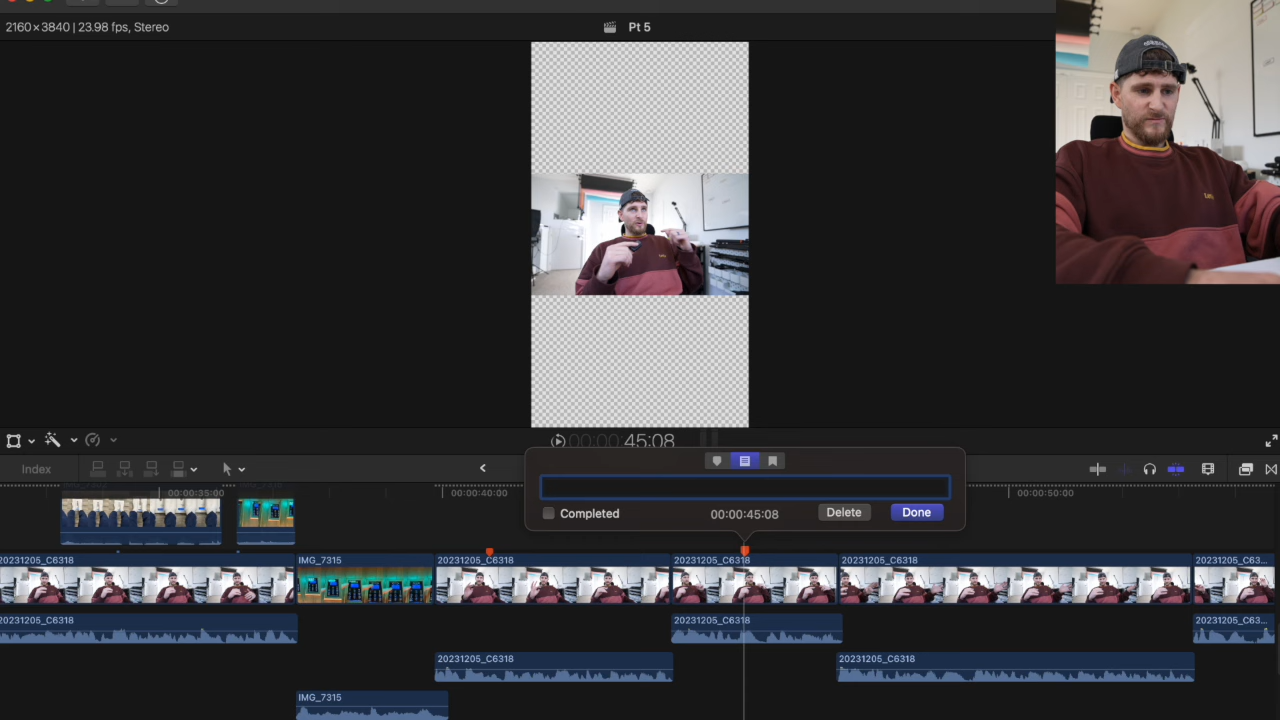 2160×3840 | 23.98 fps, Stereo
Pt 5
00:00:45:08
Index
00:00:35:00
00:00:40:00
00:00:50:00
Completed
00:00:45:08
Delete
Done
20231205_C6318
IMG_7315
20231205_C6318
20231205_C6318
20231205_C6318
20231205_C63...
20231205_C6318
20231205_C6318
20231205_C63...
20231205_C6318
20231205_C6318
IMG_7315